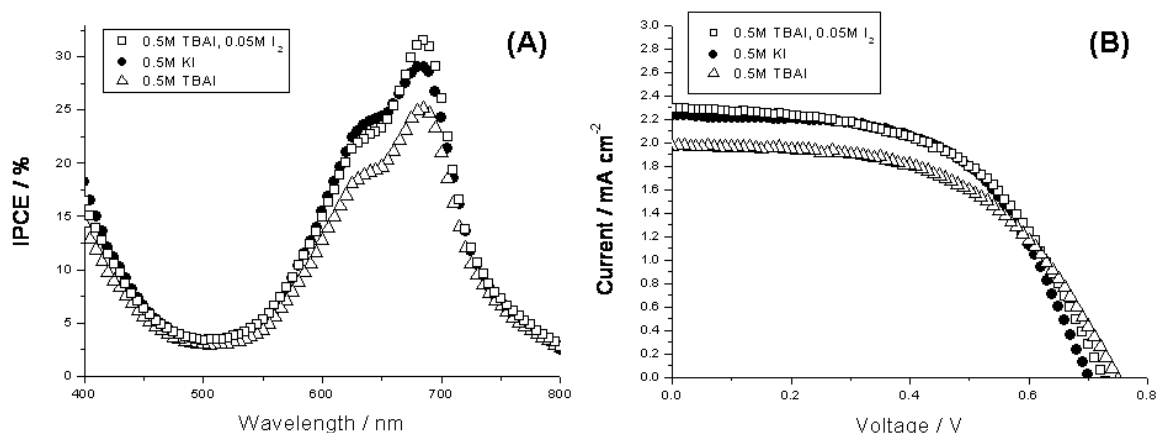 0.5M TBAI, 0.05M I₂
0.5M KI
0.5M TBAI
(A)
IPCE / %
30
25
20
15
10
5
0
400 500 600 700 800
Wavelength / nm
0.5M TBAI, 0.05M I₂
0.5M KI
0.5M TBAI
(B)
Current / mA cm⁻²
3.0
2.8
2.6
2.4
2.2
2.0
1.8
1.6
1.4
1.2
1.0
0.8
0.6
0.4
0.2
0.0
0.0 0.2 0.4 0.6 0.8
Voltage / V